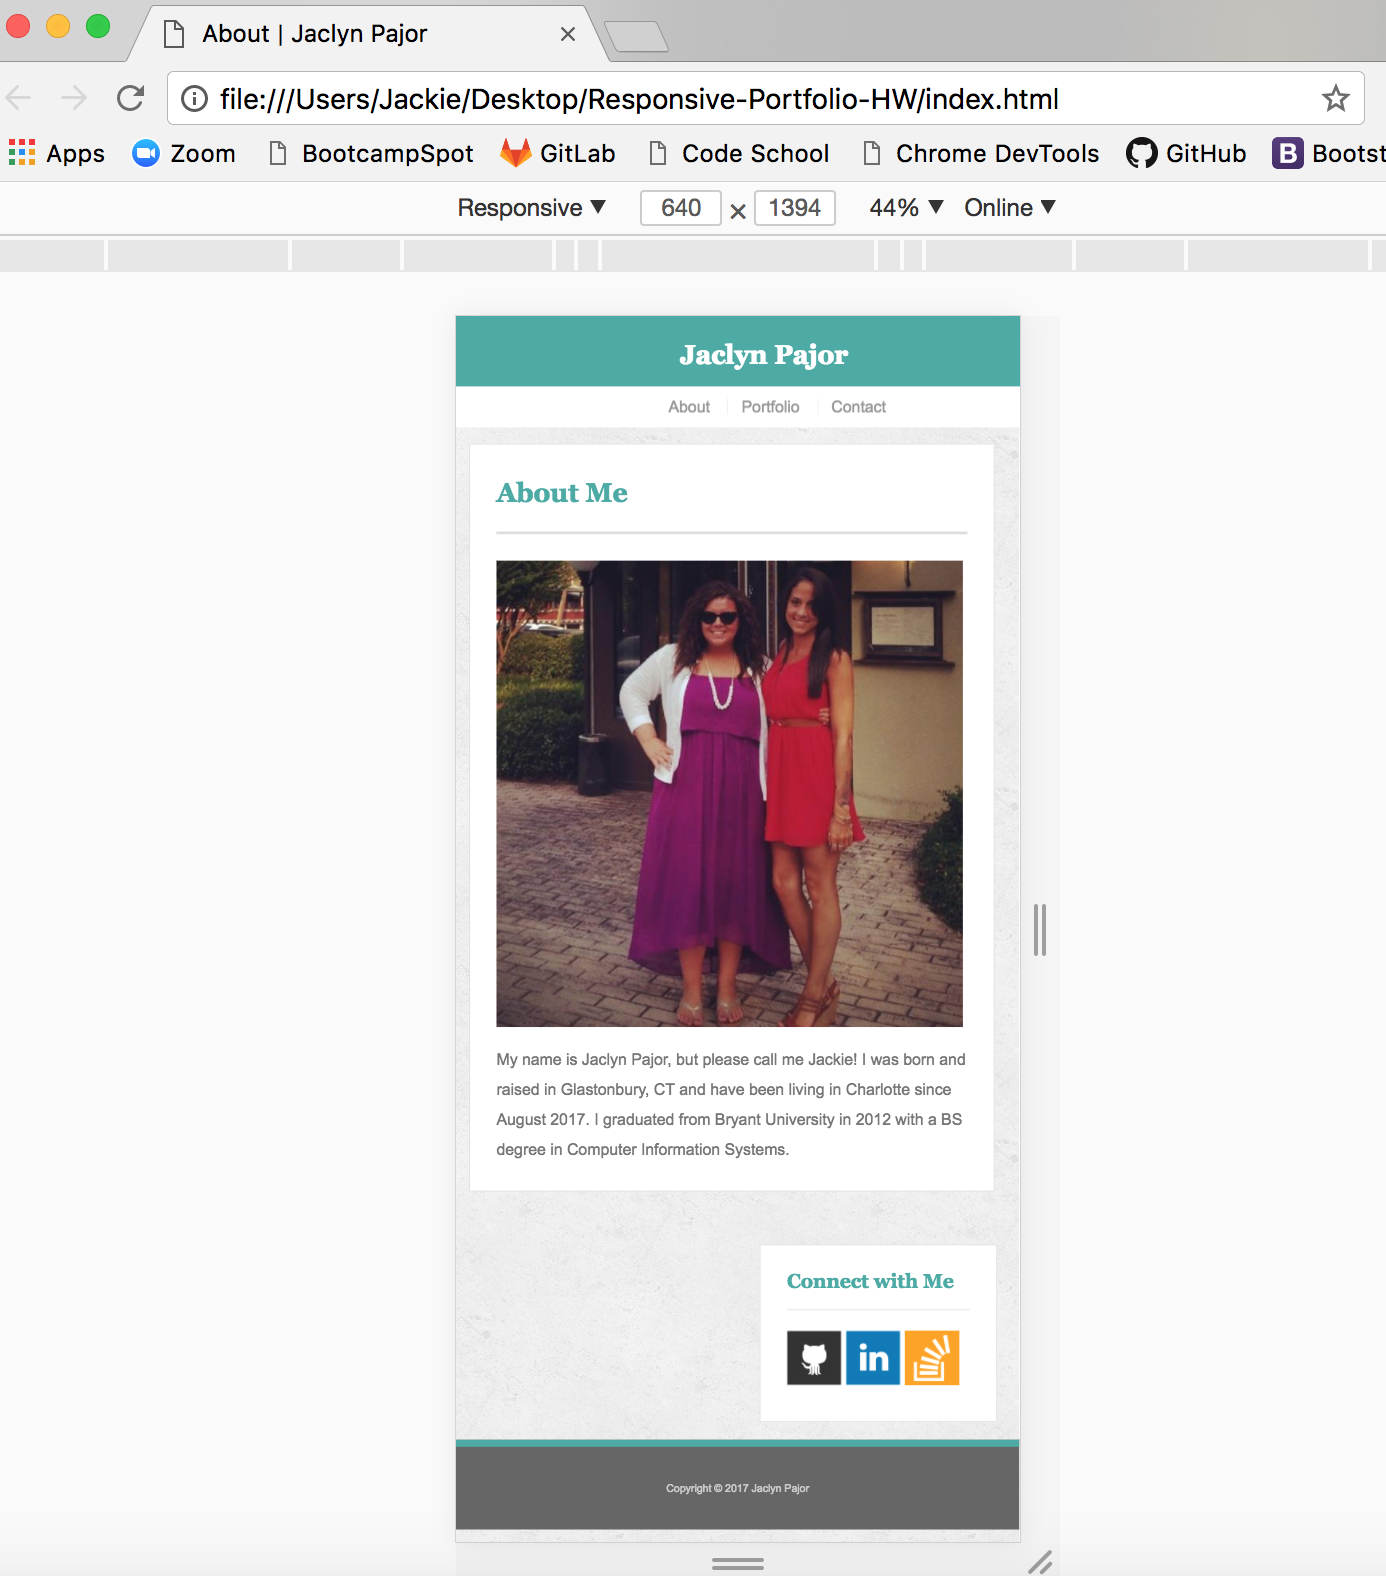 About | Jaclyn Pajor
file:///Users/Jackie/Desktop/Responsive-Portfolio-HW/index.html
Apps Zoom BootcampSpot GitLab Code School Chrome DevTools GitHub B Bootst
Responsive ▼ 640 × 1394 44% ▼ Online ▼
Jaclyn Pajor
About Portfolio Contact
About Me
My name is Jaclyn Pajor, but please call me Jackie! I was born and
raised in Glastonbury, CT and have been living in Charlotte since
August 2017. I graduated from Bryant University in 2012 with a BS
degree in Computer Information Systems.
Connect with Me
in
Copyright © 2017 Jaclyn Pajor